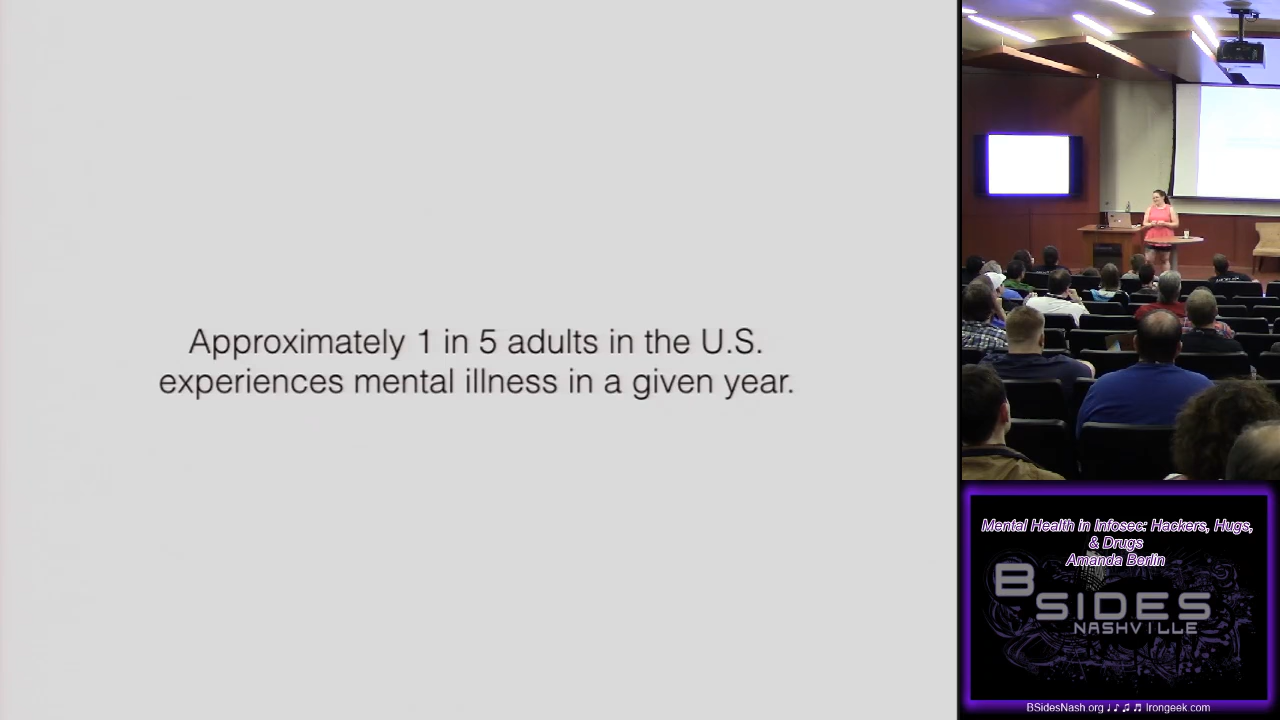 Approximately 1 in 5 adults in the U.S.
experiences mental illness in a given year.
Mental Health in Infosec: Hackers, Hugs,
& Drugs
Amanda Berlin
BSIDES
NASHVILLE
BSidesNash.org ♩ ♪ ♫ ♬ Irongeek.com